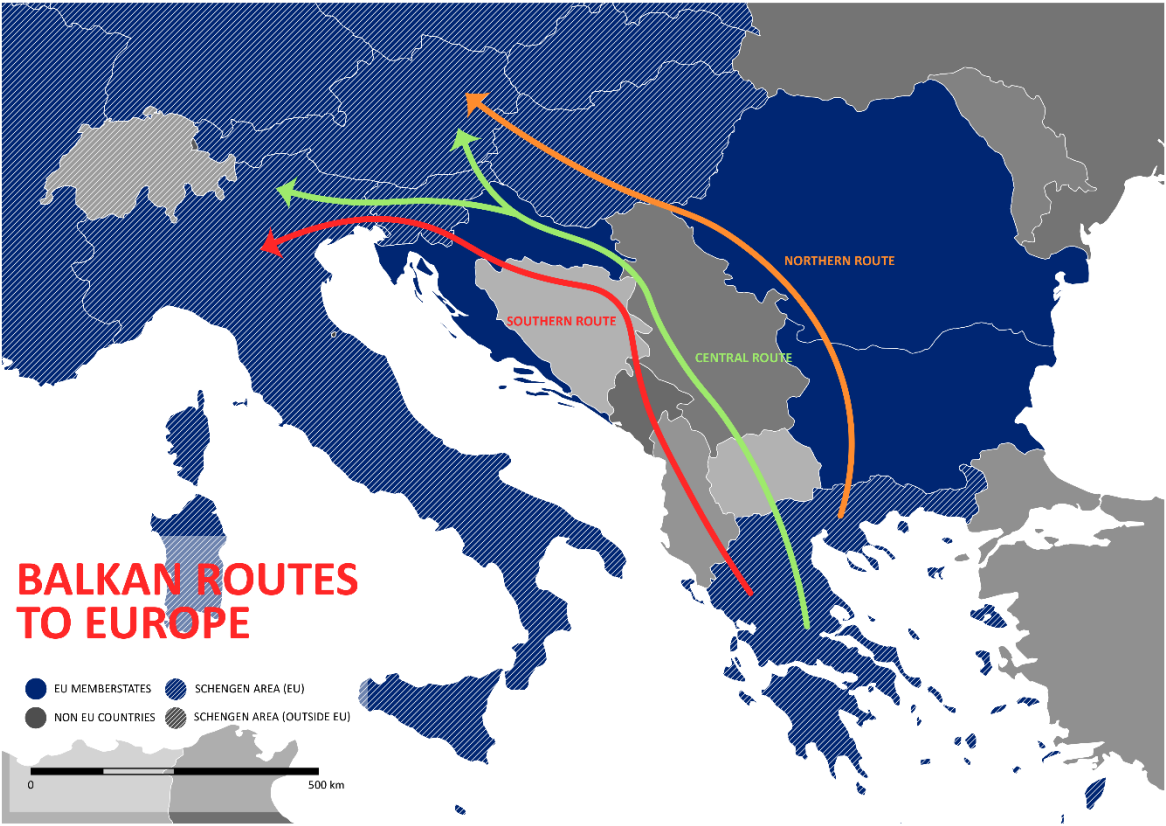 NORTHERN ROUTE
SOUTHERN ROUTE
CENTRAL ROUTE
BALKAN ROUTES
TO EUROPE
EU MEMBERSTATES
SCHENGEN AREA (EU)
NON EU COUNTRIES
SCHENGEN AREA (OUTSIDE EU)
0
500 km